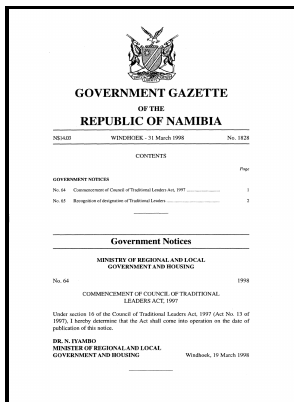 GOVERNMENT GAZETTE
OF THE
REPUBLIC OF NAMIBIA
N$14.03 WINDHOEK - 31 March 1998 No. 1828
CONTENTS
Page
GOVERNMENT NOTICES
No. 64 Commencement of Council of Traditional Leaders Act, 1997 ........................ 1
No. 65 Recognition of designation of Traditional Leaders ........................ 2
Government Notices
MINISTRY OF REGIONAL AND LOCAL
GOVERNMENT AND HOUSING
No. 64 1998
COMMENCEMENT OF COUNCIL OF TRADITIONAL
LEADERS ACT, 1997
Under section 16 of the Council of Traditional Leaders Act, 1997 (Act No. 13 of
1997), I hereby determine that the Act shall come into operation on the date of
publication of this notice.
DR. N. IYAMBO
MINISTER OF REGIONAL AND LOCAL
GOVERNMENT AND HOUSING Windhoek, 19 March 1998